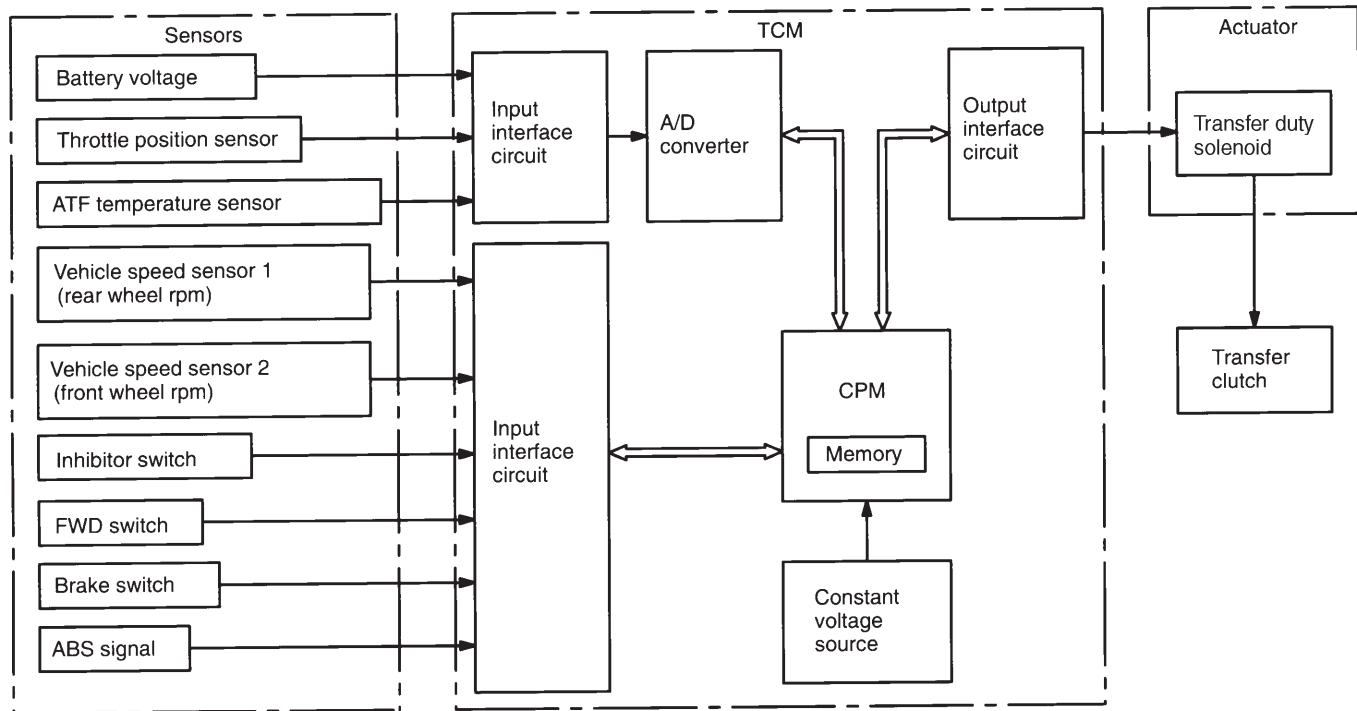 Sensors
Battery voltage
Throttle position sensor
ATF temperature sensor
Vehicle speed sensor 1
(rear wheel rpm)
Vehicle speed sensor 2
(front wheel rpm)
Inhibitor switch
FWD switch
Brake switch
ABS signal
TCM
Input
interface
circuit
A/D
converter
Output
interface
circuit
Input
interface
circuit
CPM
Memory
Constant
voltage
source
Actuator
Transfer duty
solenoid
Transfer
clutch